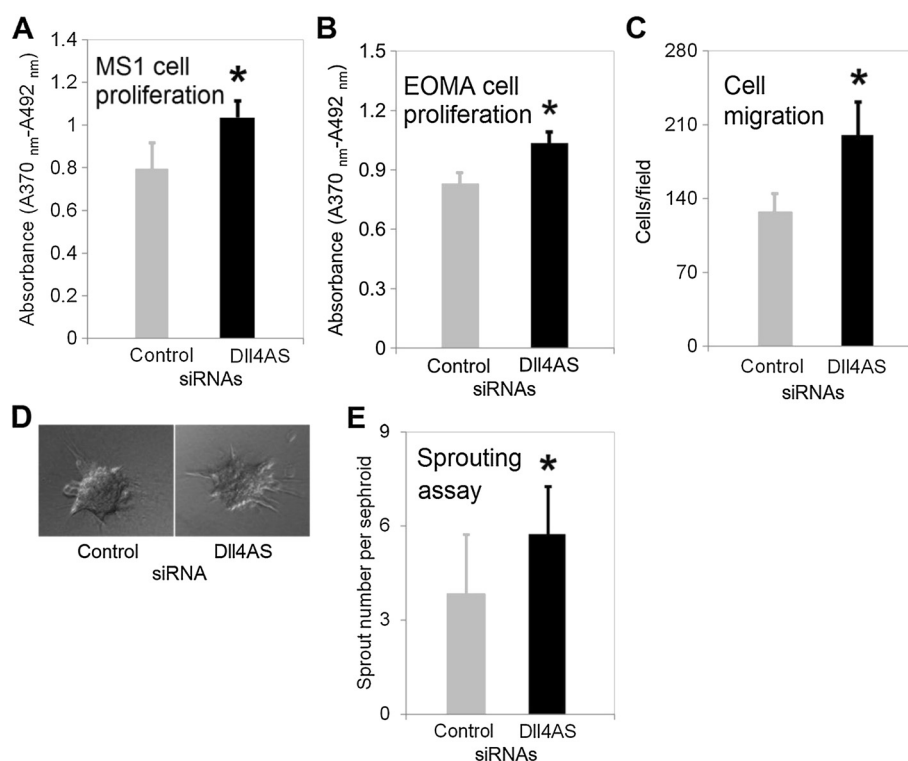 A
1.4
1.2
1
0.8
0.6
0.4
0.2
0
Absorbance (A370 nm-A492 nm)
MS1 cell
proliferation
*
Control
Dll4AS
siRNAs
B
1.5
1.2
0.9
0.6
0.3
0
Absorbance (A370 nm-A492 nm)
EOMA cell
proliferation
*
Control
Dll4AS
siRNAs
C
280
210
140
70
0
Cells/field
Cell
migration
*
Control
Dll4AS
siRNAs
D
Control
Dll4AS
siRNA
E
9
6
3
0
Sprout number per sephroid
Sprouting
assay
*
Control
Dll4AS
siRNAs